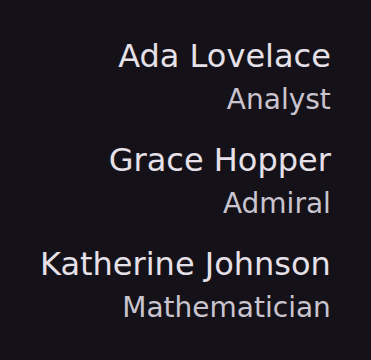 Ada Lovelace
Analyst
Grace Hopper
Admiral
Katherine Johnson
Mathematician